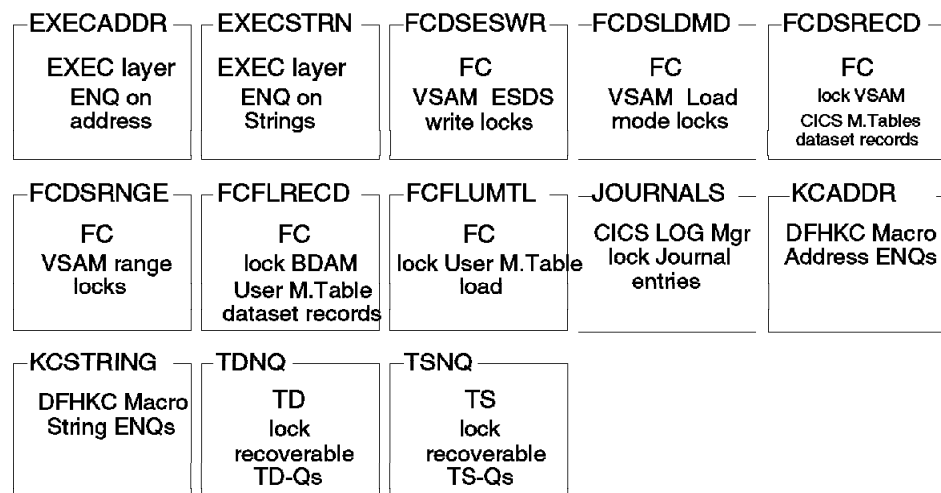 EXECADDR
EXEC layer
ENQ on
address
EXECSTRN
EXEC layer
ENQ on
Strings
FCDSESWR
FC
VSAM ESDS
write locks
FCDSLDMD
FC
VSAM Load
mode locks
FCDSRECD
FC
lock VSAM
CICS M.Tables
dataset records
FCDSRNGE
FC
VSAM range
locks
FCFLRECD
FC
lock BDAM
User M.Table
dataset records
FCFLUMTL
FC
lock User M.Table
load
JOURNALS
CICS LOG Mgr
lock Journal
entries
KCADDR
DFHKC Macro
Address ENQs
KCSTRING
DFHKC Macro
String ENQs
TDNQ
TD
lock
recoverable
TD-Qs
TSNQ
TS
lock
recoverable
TS-Qs